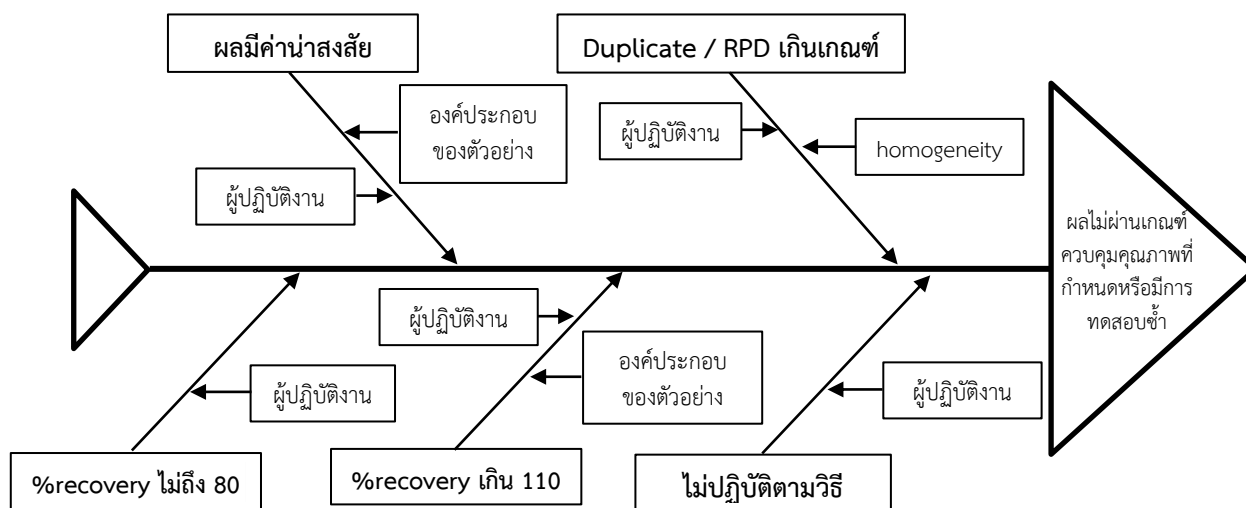 ผลมีค่าน่าสงสัย
Duplicate / RPD เกินเกณฑ์
องค์ประกอบ
ของตัวอย่าง
ผู้ปฏิบัติงาน
ผู้ปฏิบัติงาน
homogeneity
ผลไม่ผ่านเกณฑ์
ควบคุมคุณภาพที่
กำหนดหรือมีการ
ทดสอบซ้ำ
ผู้ปฏิบัติงาน
องค์ประกอบ
ของตัวอย่าง
ผู้ปฏิบัติงาน
ผู้ปฏิบัติงาน
%recovery ไม่ถึง 80
%recovery เกิน 110
ไม่ปฏิบัติตามวิธี